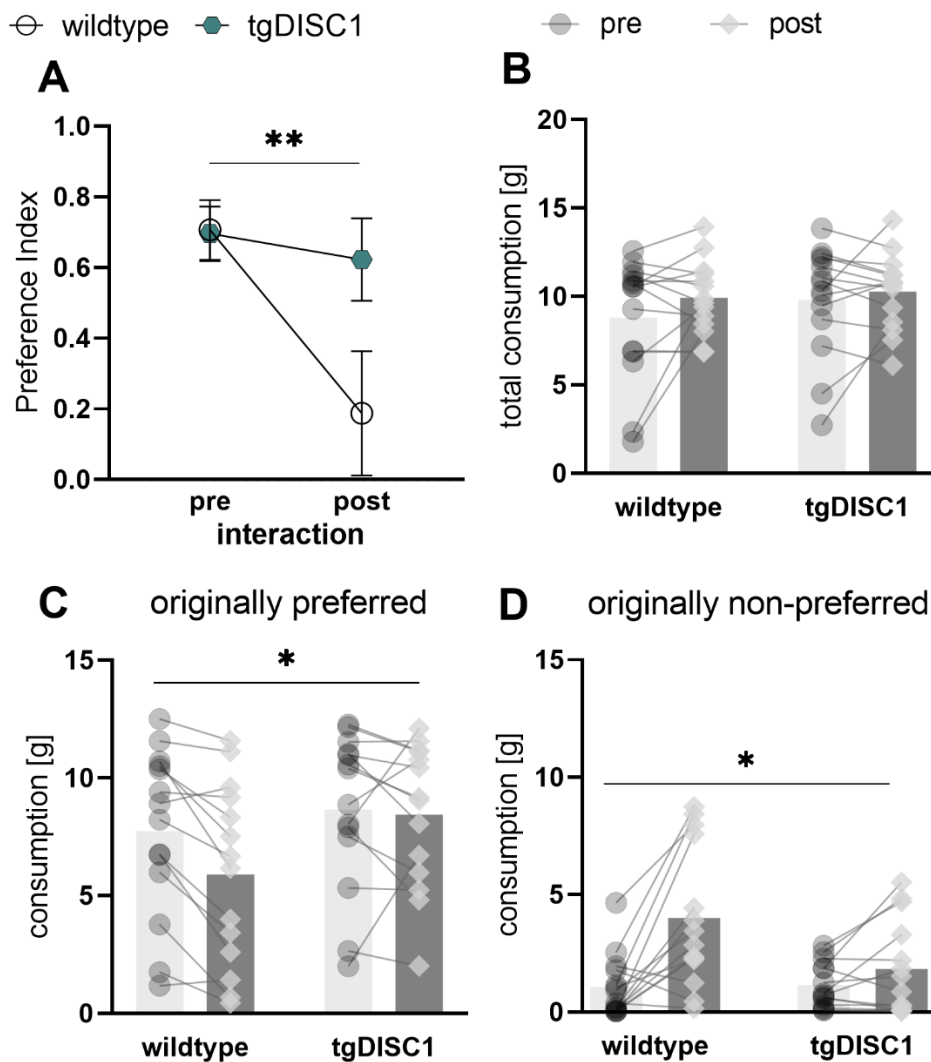 wildtype tgDISC1 pre post
A
**
Preference Index
1.0
0.8
0.6
0.4
0.2
0.0
pre post
interaction
B
total consumption [g]
20
15
10
5
0
wildtype tgDISC1
C originally preferred
*
consumption [g]
15
10
5
0
wildtype tgDISC1
D originally non-preferred
*
consumption [g]
15
10
5
0
wildtype tgDISC1